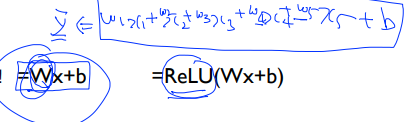 ȳ ⇐ w1x1+w2x2+w3x3+w4x4+w5x5+b
! =Wx+b =ReLU(Wx+b)